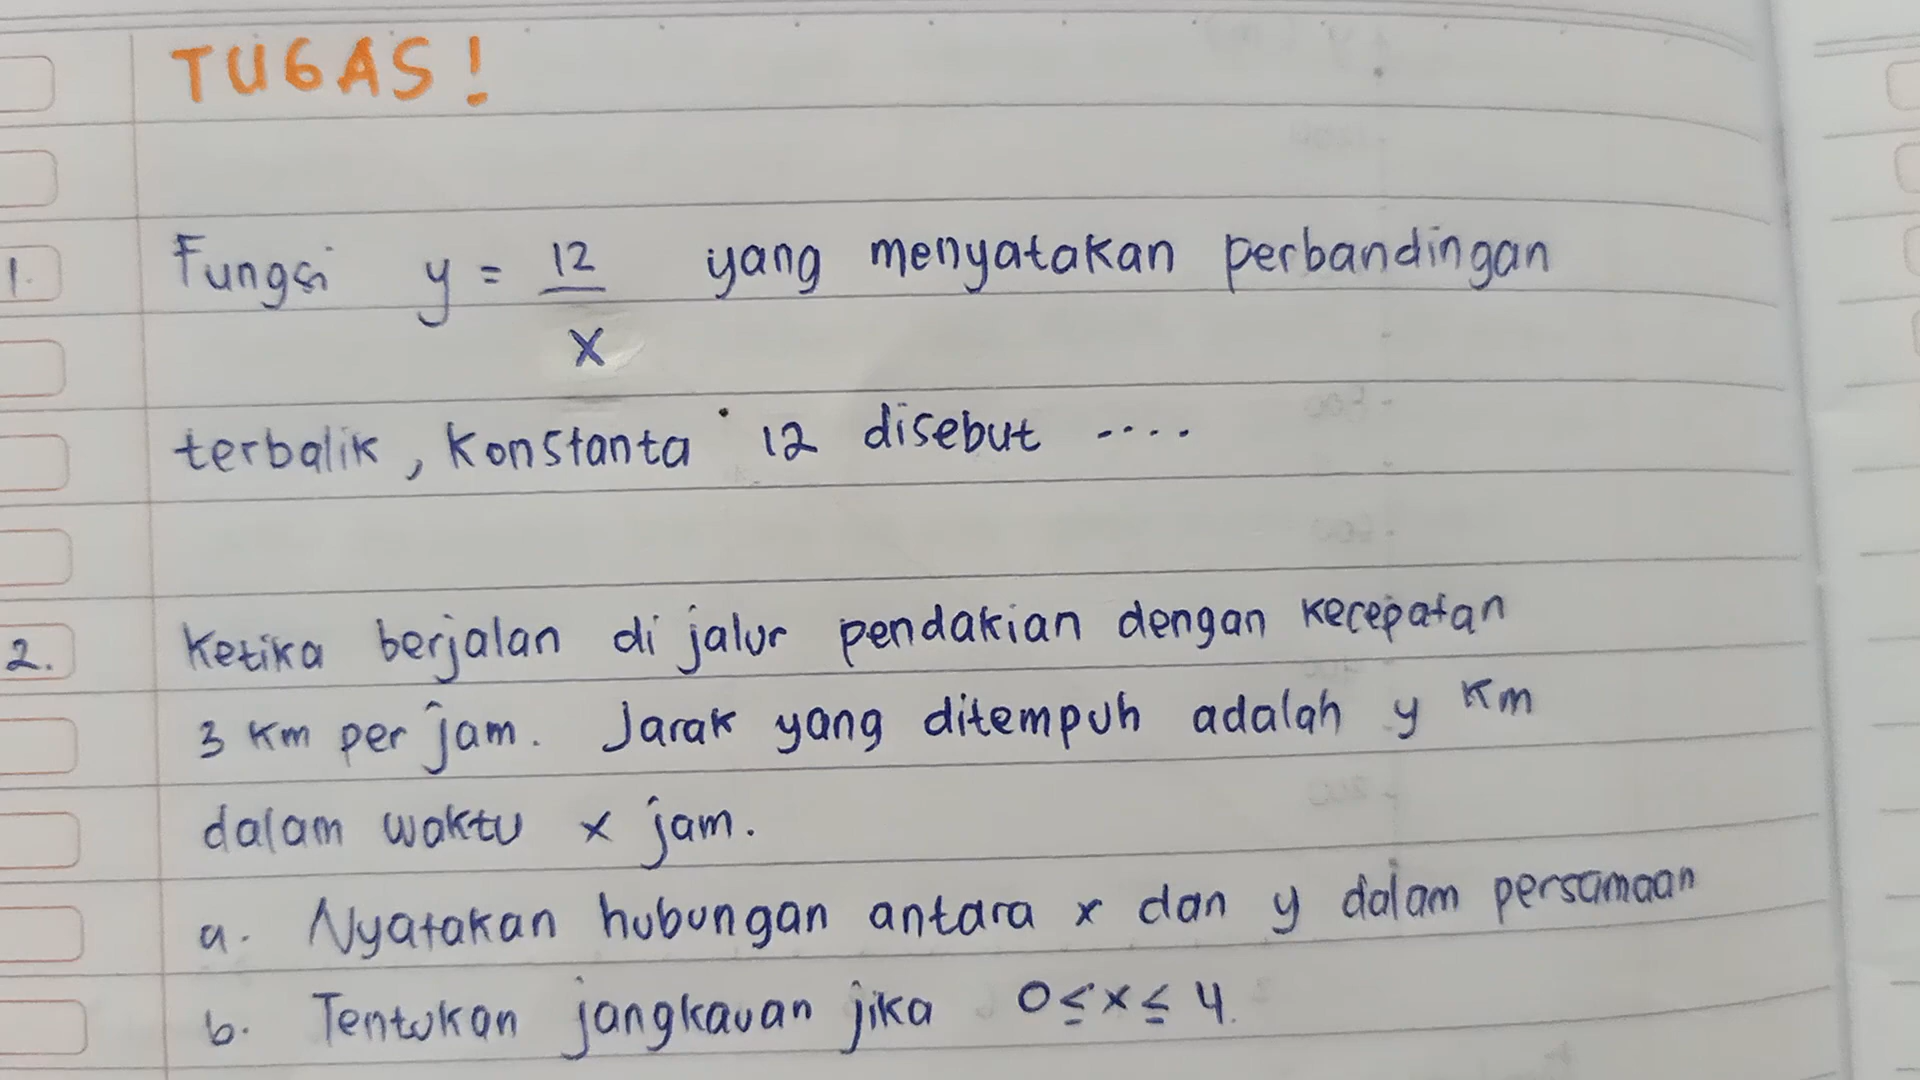 TUGAS!
1. Fungsi y = 12/x yang menyatakan perbandingan
terbalik, Konstanta 12 disebut ....
2. Ketika berjalan di jalur pendakian dengan kecepatan
3 km per jam. Jarak yang ditempuh adalah y km
dalam waktu x jam.
a. Nyatakan hubungan antara x dan y dalam persamaan
b. Tentukan jangkauan jika 0 ≤ x ≤ 4.